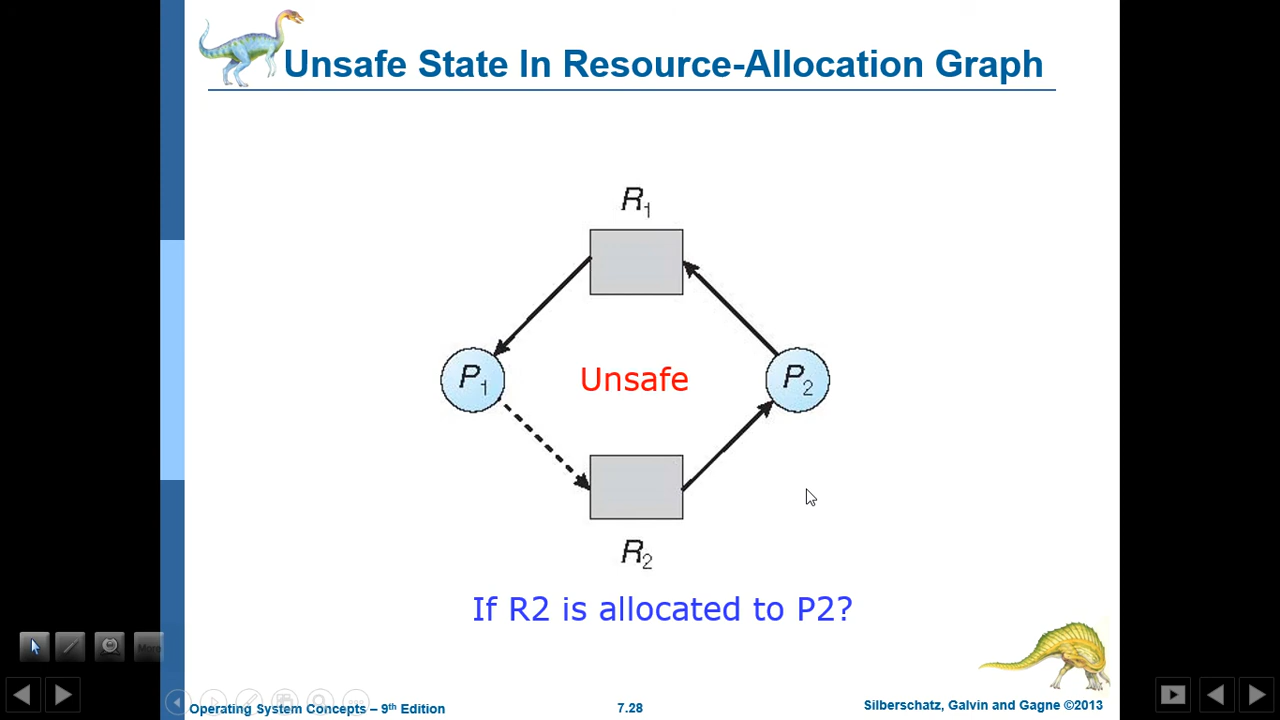 Unsafe State In Resource-Allocation Graph
R1
P1
Unsafe
P2
R2
If R2 is allocated to P2?
More
Operating System Concepts – 9th Edition
7.28
Silberschatz, Galvin and Gagne ©2013